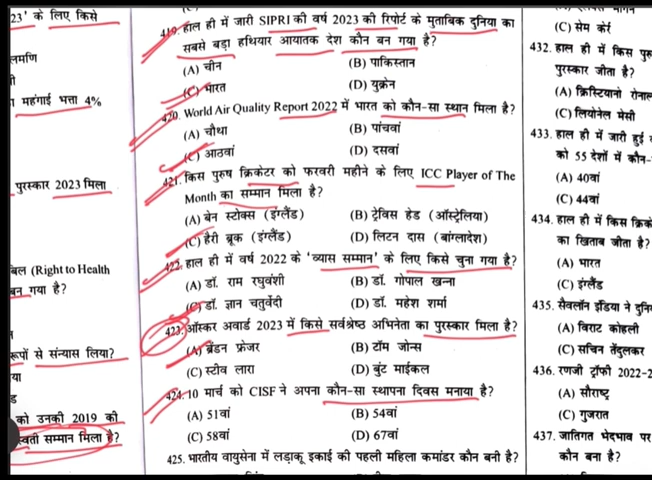 23' के लिए किसे
लमणि
महंगाई भत्ता 4%
पुरस्कार 2023 मिला
बेल (Right to Health
बन गया है?
रूपों से संन्यास लिया?
या
ड
को उनकी 2019 की
स्वती सम्मान मिला है?
419. हाल ही में जारी SIPRI की वर्ष 2023 की रिपोर्ट के मुताबिक दुनिया का
सबसे बड़ा हथियार आयातक देश कौन बन गया है?
(A) चीन (B) पाकिस्तान
(C) भारत (D) युक्रेन
420. World Air Quality Report 2022 में भारत को कौन-सा स्थान मिला है?
(A) चौथा (B) पांचवां
(C) आठवां (D) दसवां
421. किस पुरुष क्रिकेटर को फरवरी महीने के लिए ICC Player of The
Month का सम्मान मिला है?
(A) बेन स्टोक्स (इंग्लैंड) (B) ट्रेविस हेड (ऑस्ट्रेलिया)
(C) हैरी ब्रूक (इंग्लैंड) (D) लिटन दास (बांग्लादेश)
422. हाल ही में वर्ष 2022 के 'व्यास सम्मान' के लिए किसे चुना गया है?
(A) डॉ. राम रघुवंशी (B) डॉ. गोपाल खन्ना
(C) डॉ. ज्ञान चतुर्वेदी (D) डॉ. महेश शर्मा
423. ऑस्कर अवार्ड 2023 में किसे सर्वश्रेष्ठ अभिनेता का पुरस्कार मिला है?
(A) ब्रेंडन फ्रेजर (B) टॉम जोन्स
(C) स्टीव लारा (D) बुंट माईकल
424. 10 मार्च को CISF ने अपना कौन-सा स्थापना दिवस मनाया है?
(A) 51वां (B) 54वां
(C) 58वां (D) 67वां
425. भारतीय वायुसेना में लड़ाकू इकाई की पहली महिला कमांडर कौन बनी है?
(C) सेम केर्र
432. हाल ही में किस पुरु
पुरस्कार जीता है?
(A) क्रिस्टियानो रोनाल
(C) लियोनेल मेसी
433. हाल ही में जारी हुई
को 55 देशों में कौन-
(A) 40वां
(C) 44वां
434. हाल ही में किस क्रिके
का खिताब जीता है?
(A) भारत
(C) इंग्लैंड
435. सैवलॉन इंडिया ने दुनि
(A) विराट कोहली
(C) सचिन तेंदुलकर
436. रणजी ट्रॉफी 2022-2
(A) सौराष्ट्र
(C) गुजरात
437. जातिगत भेदभाव पर
कौन बना है?